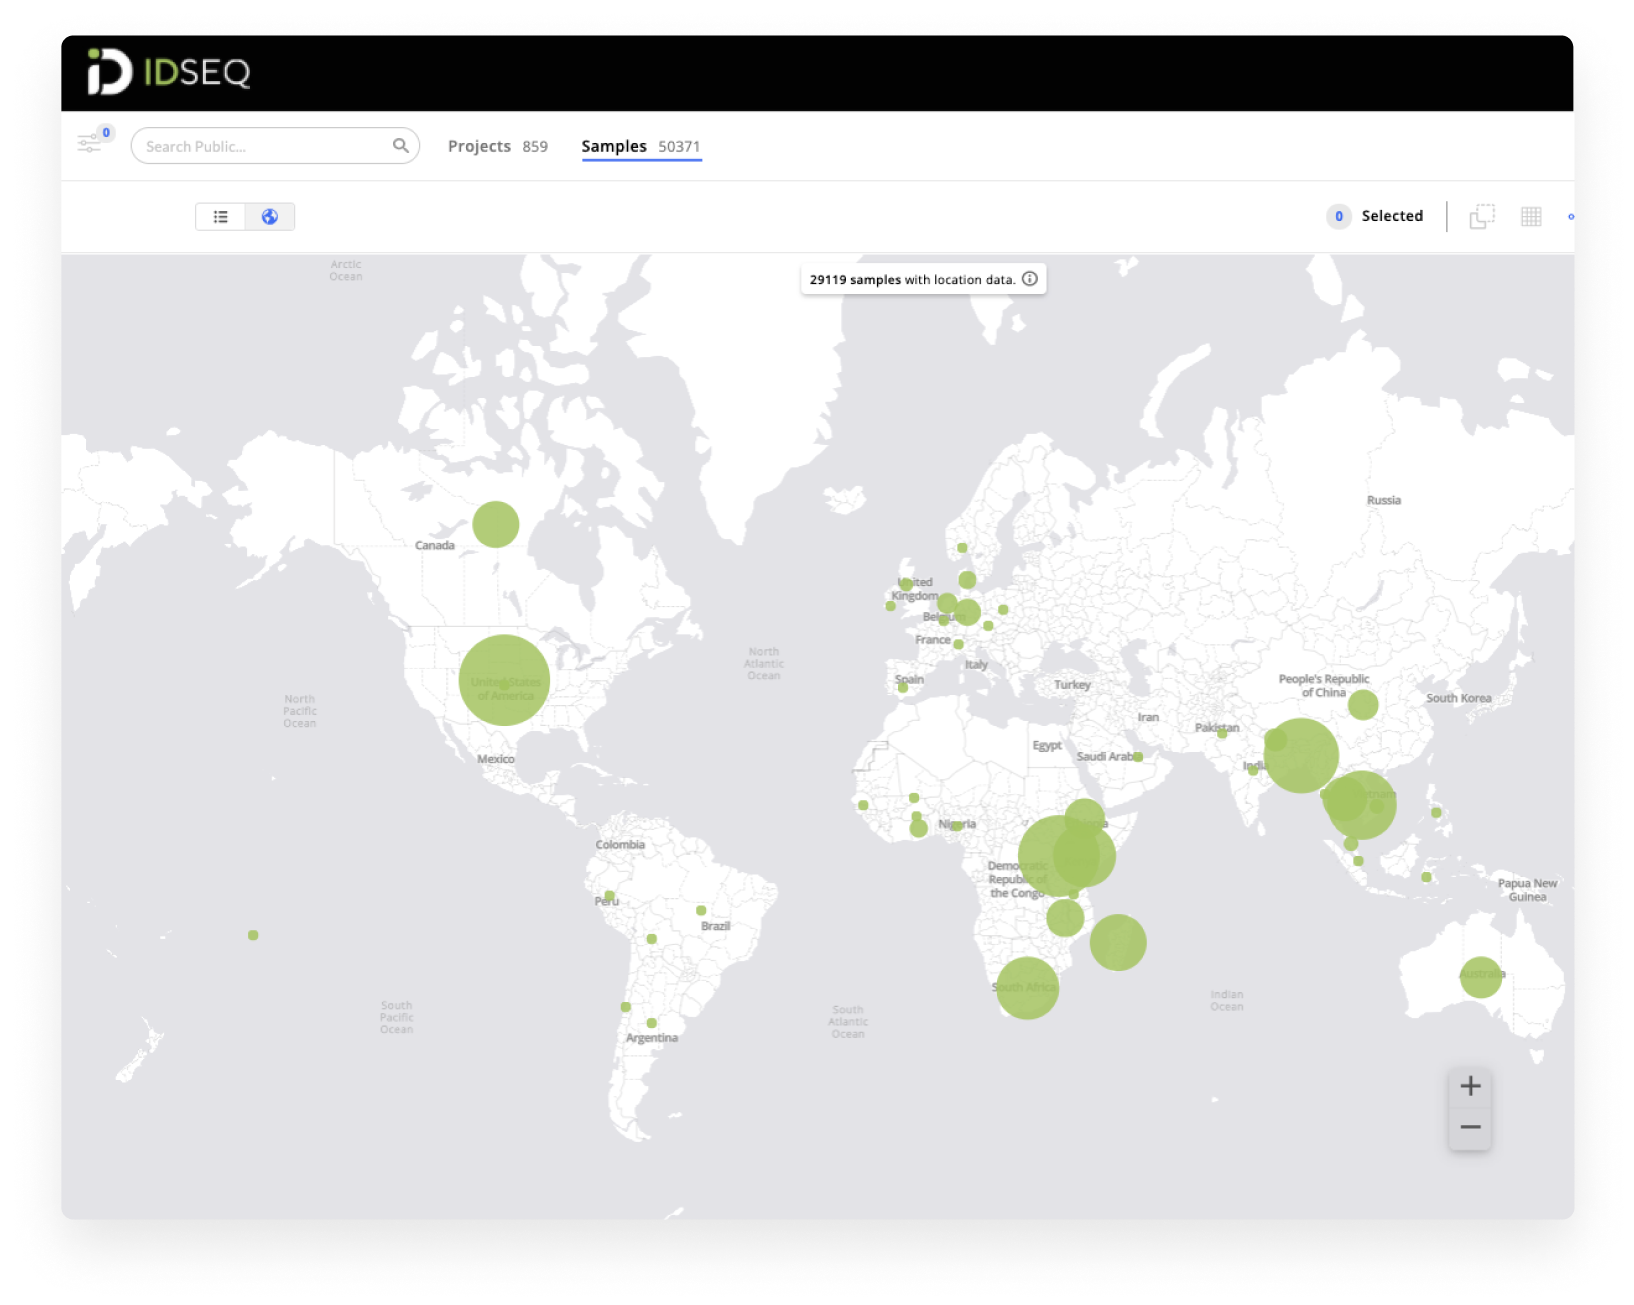 IDSEQ
0
Search Public...
Projects 859
Samples 50371
0 Selected
29119 samples with location data.
Arctic
Ocean
Russia
Canada
United
Kingdom
Belgium
France
Italy
Spain
Turkey
North
Atlantic
Ocean
United States
of America
North
Pacific
Ocean
Mexico
People's Republic
of China
South Korea
Iran
Pakistan
Egypt
Saudi Arabia
India
Vietnam
Nigeria
Colombia
Democratic
Republic of
the Congo
Papua New
Guinea
Peru
Brazil
Australia
South Africa
Indian
Ocean
South
Pacific
Ocean
South
Atlantic
Ocean
Argentina
+
−